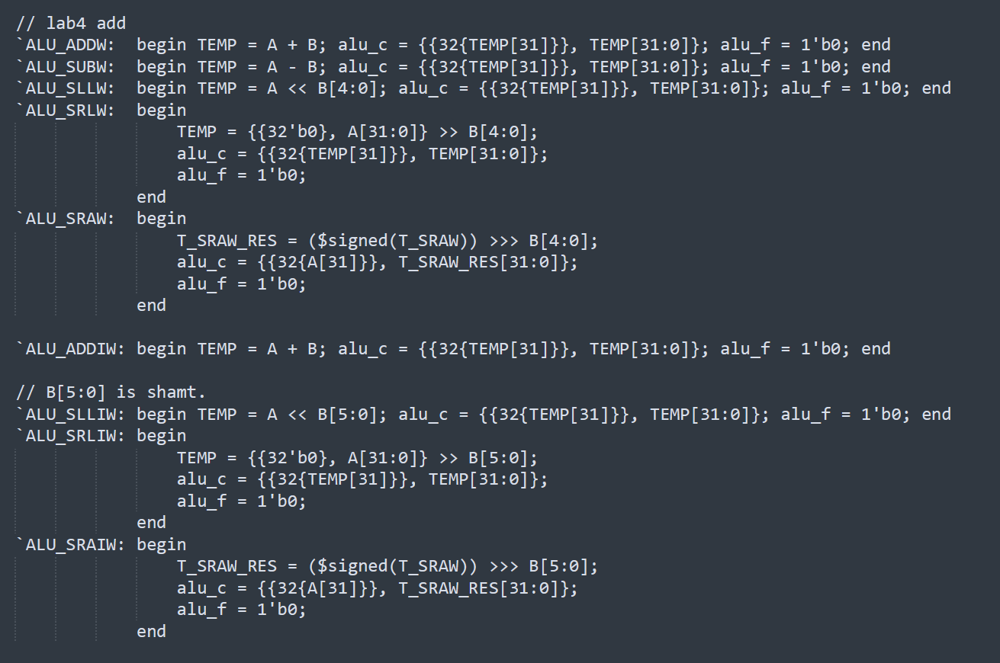 // lab4 add
`ALU_ADDW:  begin TEMP = A + B; alu_c = {{32{TEMP[31]}}, TEMP[31:0]}; alu_f = 1'b0; end
`ALU_SUBW:  begin TEMP = A - B; alu_c = {{32{TEMP[31]}}, TEMP[31:0]}; alu_f = 1'b0; end
`ALU_SLLW:  begin TEMP = A << B[4:0]; alu_c = {{32{TEMP[31]}}, TEMP[31:0]}; alu_f = 1'b0; end
`ALU_SRLW:  begin
                TEMP = {{32'b0}, A[31:0]} >> B[4:0];
                alu_c = {{32{TEMP[31]}}, TEMP[31:0]};
                alu_f = 1'b0;
            end
`ALU_SRAW:  begin
                T_SRAW_RES = ($signed(T_SRAW)) >>> B[4:0];
                alu_c = {{32{A[31]}}, T_SRAW_RES[31:0]};
                alu_f = 1'b0;
            end
`ALU_ADDIW: begin TEMP = A + B; alu_c = {{32{TEMP[31]}}, TEMP[31:0]}; alu_f = 1'b0; end
// B[5:0] is shamt.
`ALU_SLLIW: begin TEMP = A << B[5:0]; alu_c = {{32{TEMP[31]}}, TEMP[31:0]}; alu_f = 1'b0; end
`ALU_SRLIW: begin
                TEMP = {{32'b0}, A[31:0]} >> B[5:0];
                alu_c = {{32{TEMP[31]}}, TEMP[31:0]};
                alu_f = 1'b0;
            end
`ALU_SRAIW: begin
                T_SRAW_RES = ($signed(T_SRAW)) >>> B[5:0];
                alu_c = {{32{A[31]}}, T_SRAW_RES[31:0]};
                alu_f = 1'b0;
            end